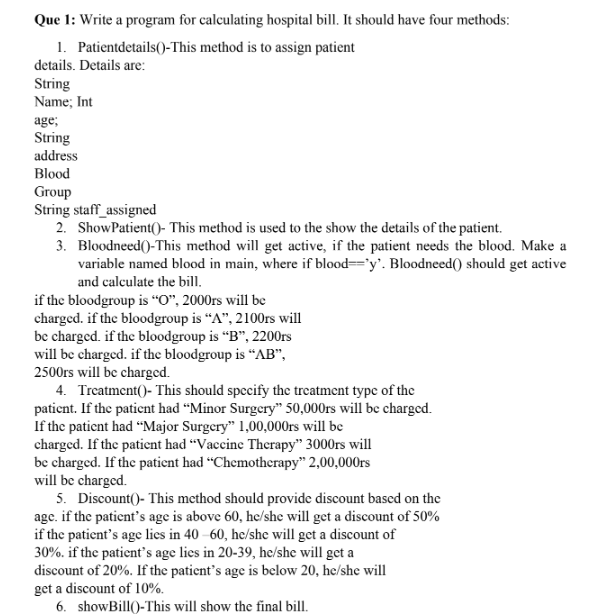 Que 1: Write a program for calculating hospital bill. It should have four methods:
1. Patientdetails()-This method is to assign patient
details. Details are:
String
Name; Int
age;
String
address
Blood
Group
String staff_assigned
2. ShowPatient()- This method is used to the show the details of the patient.
3. Bloodneed()-This method will get active, if the patient needs the blood. Make a
variable named blood in main, where if blood=='y'. Bloodneed() should get active
and calculate the bill.
if the bloodgroup is “O”, 2000rs will be
charged. if the bloodgroup is “A”, 2100rs will
be charged. if the bloodgroup is “B”, 2200rs
will be charged. if the bloodgroup is “AB”,
2500rs will be charged.
4. Treatment()- This should specify the treatment type of the
patient. If the patient had “Minor Surgery” 50,000rs will be charged.
If the patient had “Major Surgery” 1,00,000rs will be
charged. If the patient had “Vaccine Therapy” 3000rs will
be charged. If the patient had “Chemotherapy” 2,00,000rs
will be charged.
5. Discount()- This method should provide discount based on the
age. if the patient’s age is above 60, he/she will get a discount of 50%
if the patient’s age lies in 40 –60, he/she will get a discount of
30%. if the patient’s age lies in 20-39, he/she will get a
discount of 20%. If the patient’s age is below 20, he/she will
get a discount of 10%.
6. showBill()-This will show the final bill.